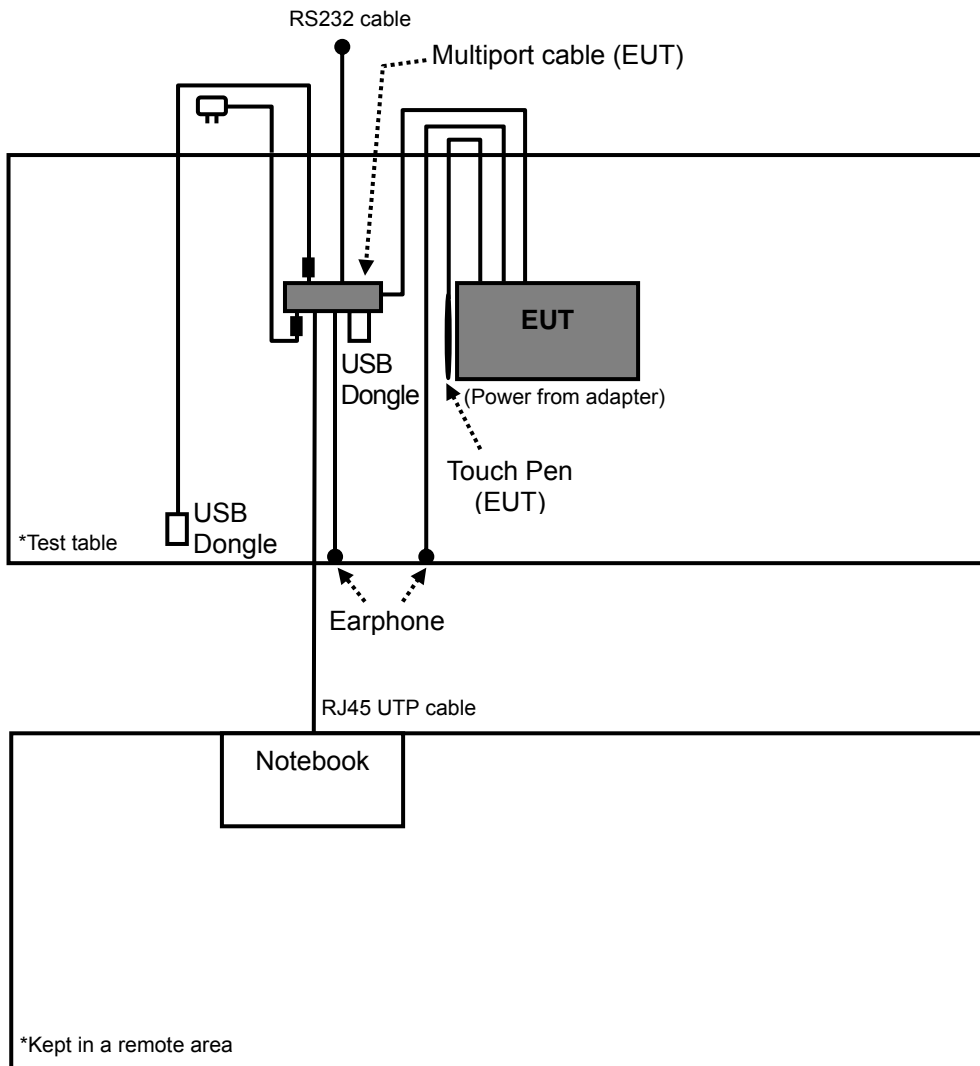 RS232 cable
Multiport cable (EUT)
EUT
USB
Dongle
(Power from adapter)
Touch Pen
(EUT)
USB
Dongle
*Test table
Earphone
RJ45 UTP cable
Notebook
*Kept in a remote area